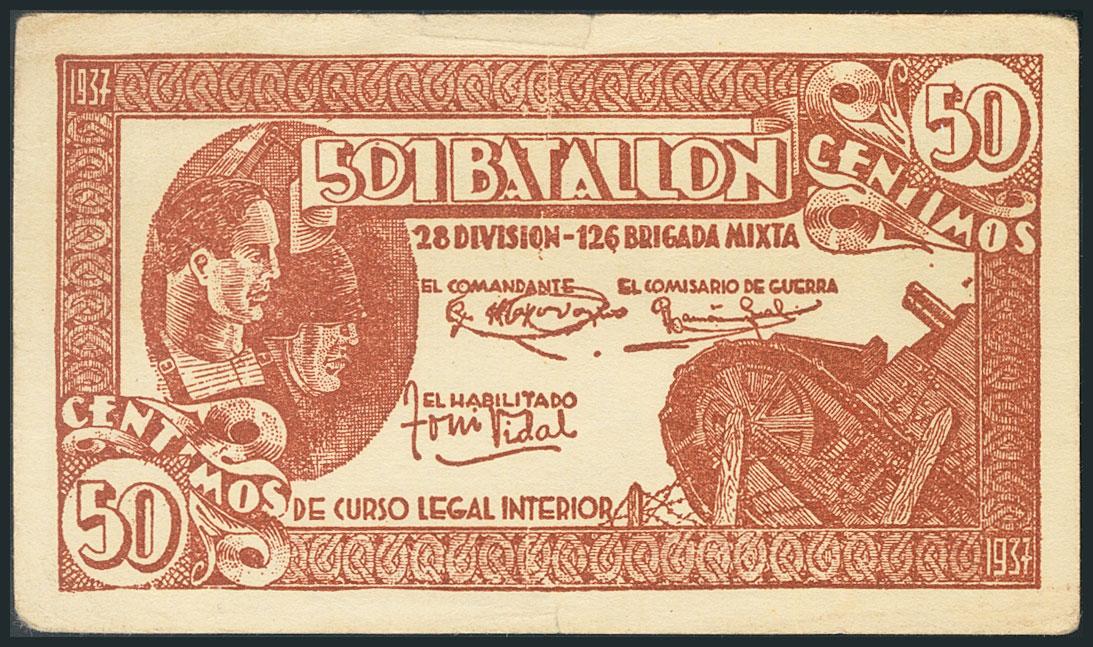 1937
50
CENTIMOS
501 BATALLON
28 DIVISION - 126 BRIGADA MIXTA
EL COMANDANTE EL COMISARIO DE GUERRA
EL HABILITADO
Toni Vidal
CENTIMOS
50
DE CURSO LEGAL INTERIOR
1937